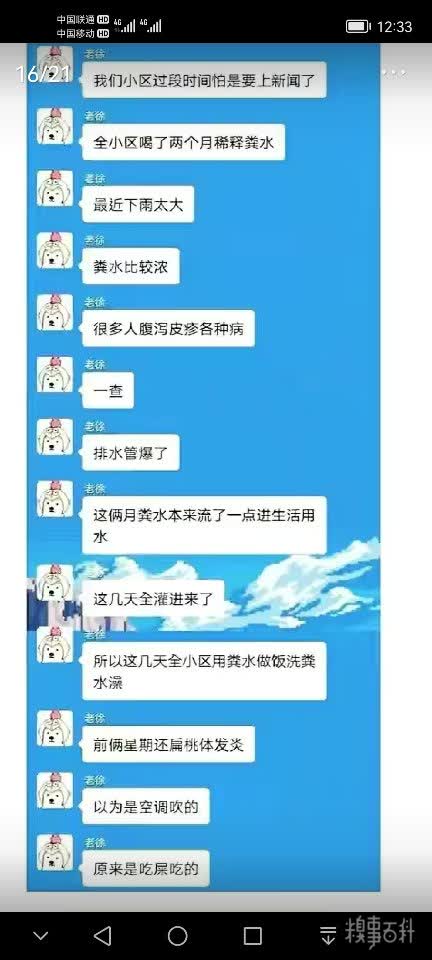 中国联通 HD
中国移动 HD
4G
4G
12:33
16/21
老徐
我们小区过段时间怕是要上新闻了
老徐
全小区喝了两个月稀释粪水
老徐
最近下雨太大
老徐
粪水比较浓
老徐
很多人腹泻皮疹各种病
老徐
一查
老徐
排水管爆了
老徐
这俩月粪水本来流了一点进生活用
水
老徐
这几天全灌进来了
老徐
所以这几天全小区用粪水做饭洗粪
水澡
老徐
前俩星期还扁桃体发炎
老徐
以为是空调吹的
老徐
原来是吃屎吃的
糗事百科